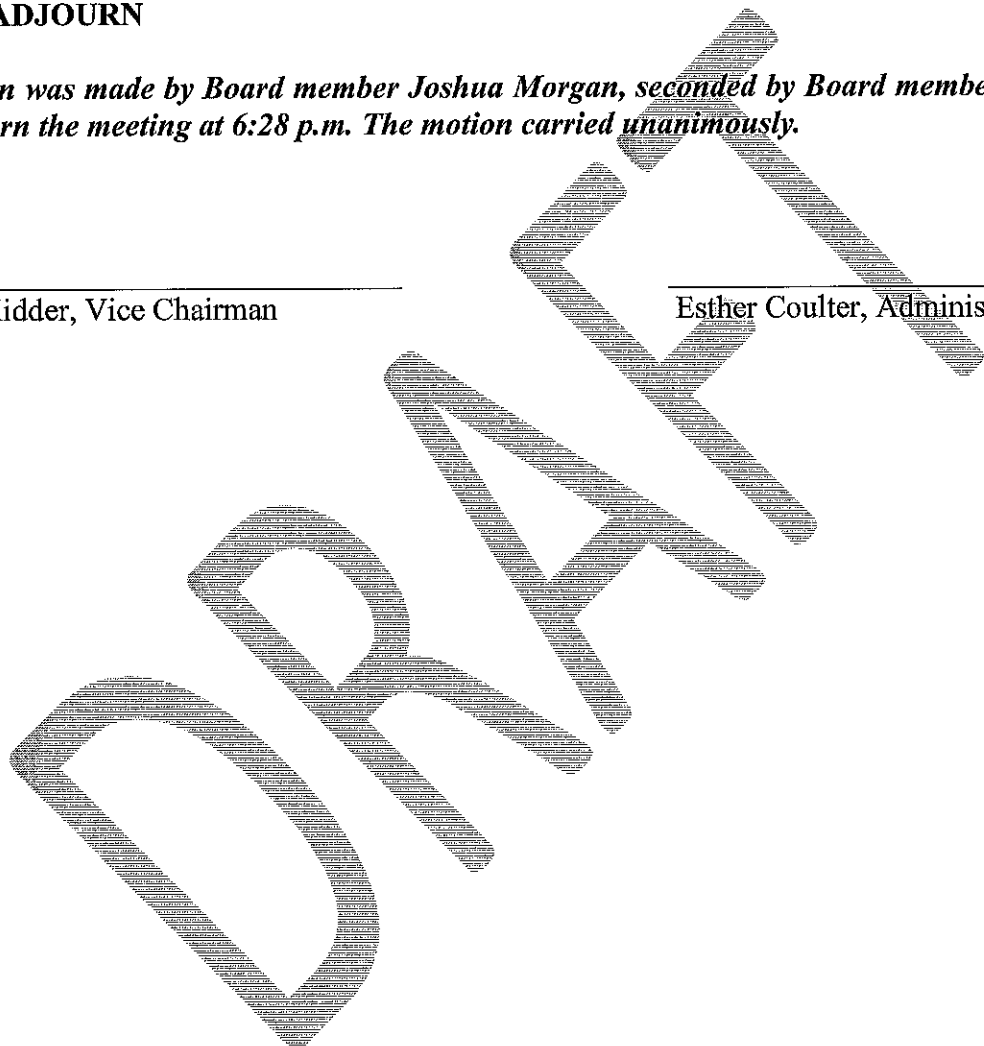 ADJOURN
n was made by Board member Joshua Morgan, seconded by Board membe
rn the meeting at 6:28 p.m. The motion carried unanimously.
idder, Vice Chairman Esther Coulter, Adminis
DRAFT